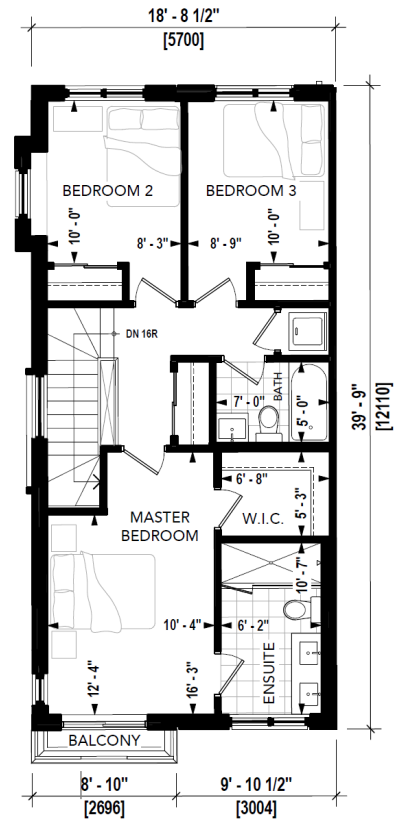 18' - 8 1/2"
[5700]
BEDROOM 2
BEDROOM 3
10' - 0"
8' - 3"
8' - 9"
10' - 0"
DN 16R
BATH
7' - 0"
5' - 0"
39' - 9"
[12110]
6' - 8"
5' - 3"
W.I.C.
MASTER
BEDROOM
10' - 7"
10' - 4"
6' - 2"
12' - 4"
16' - 3"
ENSUITE
BALCONY
8' - 10"
[2696]
9' - 10 1/2"
[3004]